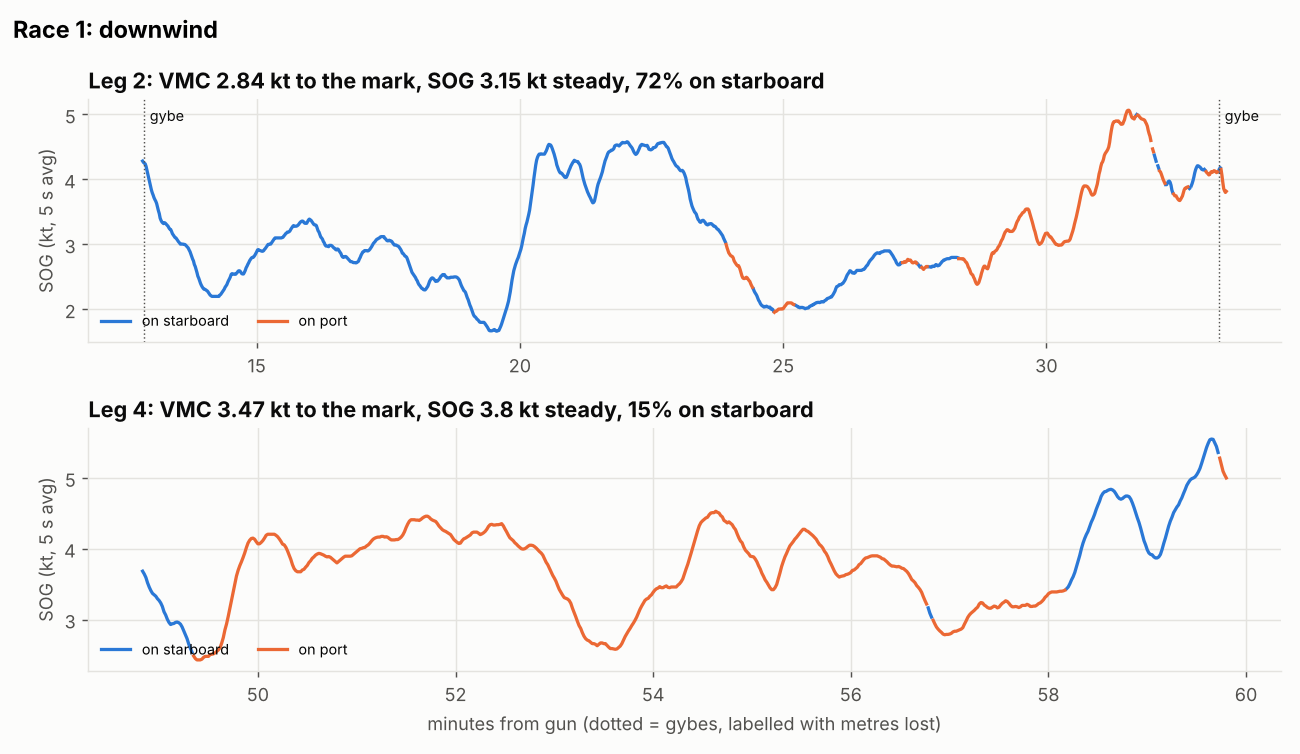 Race 1: downwind
Leg 2: VMC 2.84 kt to the mark, SOG 3.15 kt steady, 72% on starboard
SOG (kt, 5 s avg)
5
4
3
2
gybe
gybe
on starboard
on port
15
20
25
30
Leg 4: VMC 3.47 kt to the mark, SOG 3.8 kt steady, 15% on starboard
SOG (kt, 5 s avg)
5
4
3
on starboard
on port
50
52
54
56
58
60
minutes from gun (dotted = gybes, labelled with metres lost)